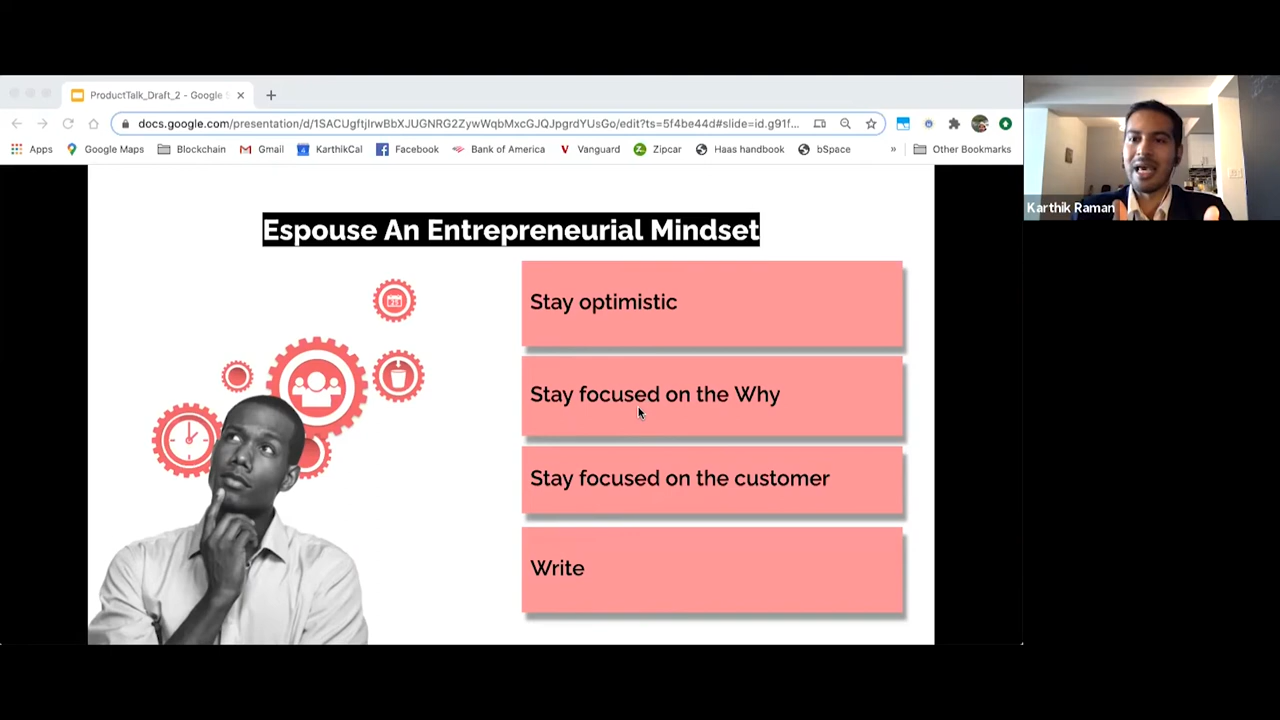 ProductTalk_Draft_2 - Google
docs.google.com/presentation/d/1SACUgftjIrwBbXJUGNRG2ZywWqbMxcGJQJpgrdYUsGo/edit?ts=5f4be44d#slide=id.g91f...
Apps Google Maps Blockchain Gmail KarthikCal Facebook Bank of America Vanguard Zipcar Haas handbook bSpace » Other Bookmarks
Karthik Raman
Espouse An Entrepreneurial Mindset
Stay optimistic
Stay focused on the Why
Stay focused on the customer
Write